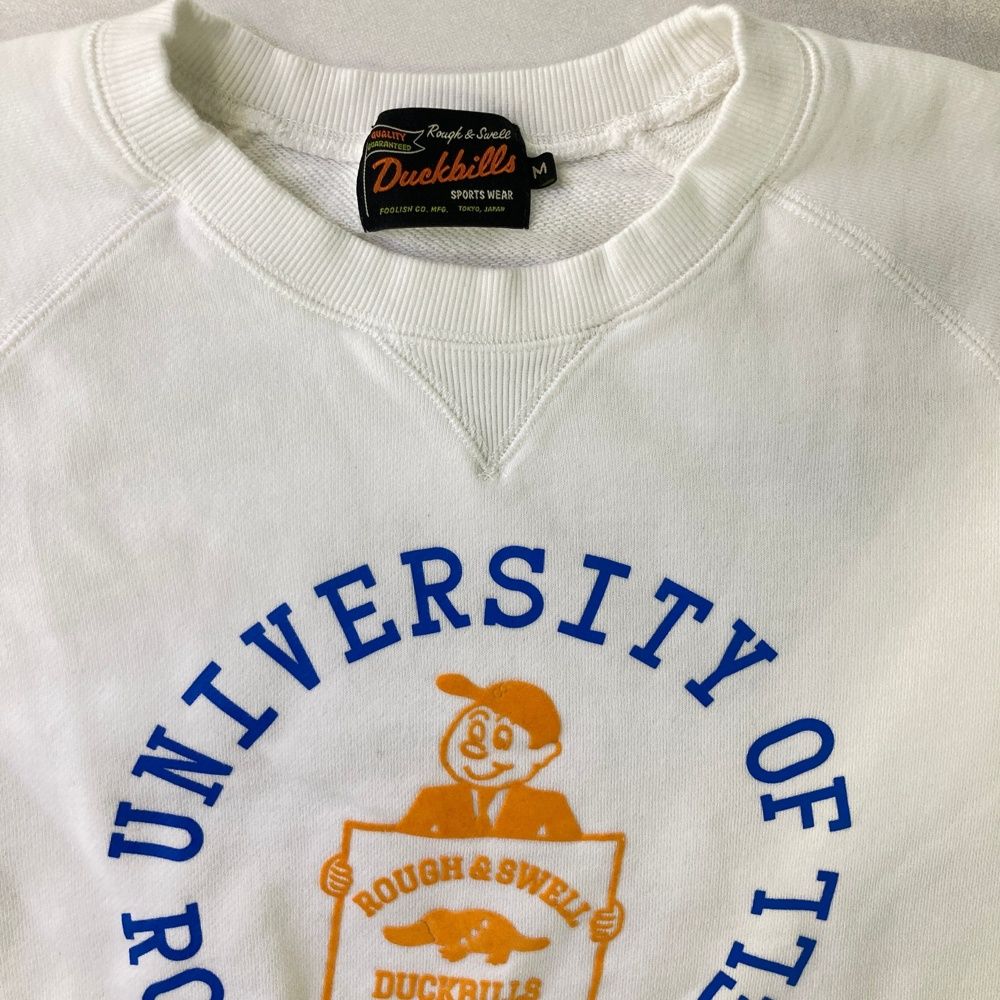 QUALITY
GUARANTEED
Rough & Swell
Duckbills
SPORTS WEAR
M
FOOLISH CO. MFG. TOKYO, JAPAN
UNIVERSITY OF
ROUGH & SWELL
DUCKBILLS